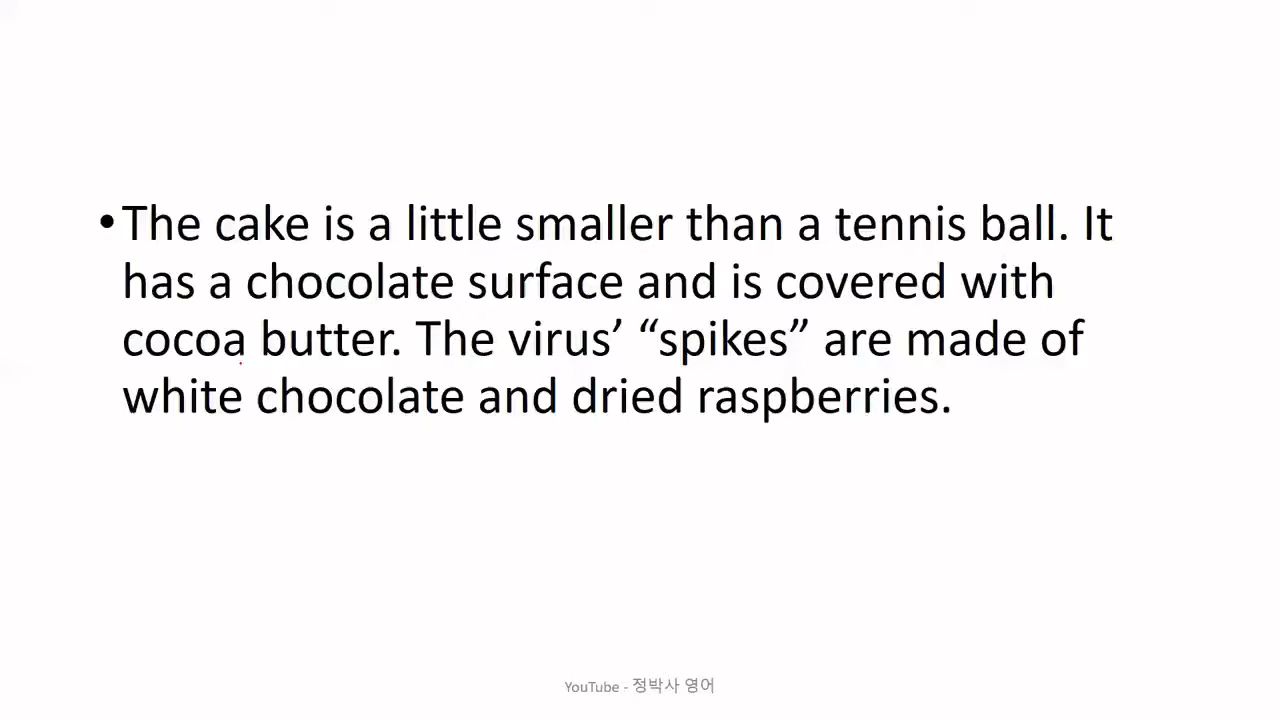 •The cake is a little smaller than a tennis ball. It
has a chocolate surface and is covered with
cocoa butter. The virus’ “spikes” are made of
white chocolate and dried raspberries.
YouTube - 정박사 영어